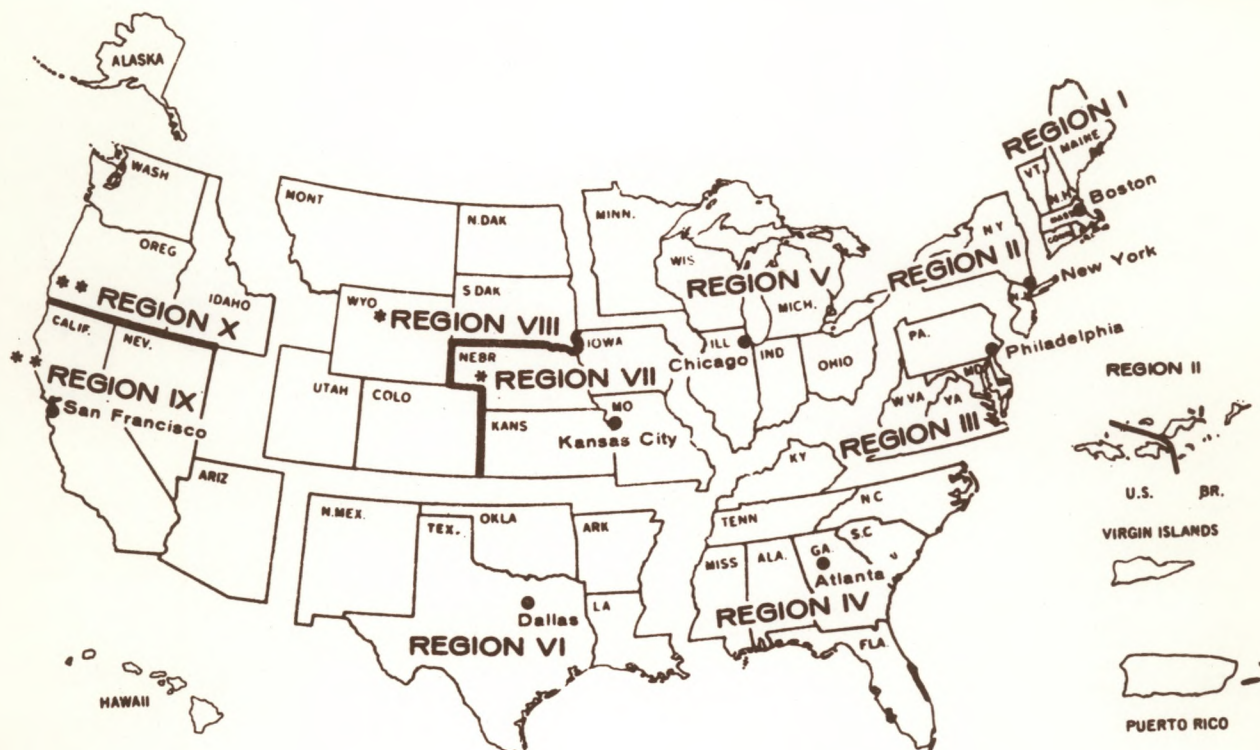 ALASKA
REGION I
MAINE
VT.
N.H.
MASS
CONN
Boston
WASH
MONT
N.DAK
MINN.
OREG
IDAHO
WYO
S DAK
WIS
MICH.
REGION V
NY
REGION II
New York
N.J.
** REGION X
*REGION VIII
CALIF.
NEV.
NEBR
IOWA
ILL
Chicago
IND
OHIO
PA.
Philadelphia
MD
** REGION IX
San Francisco
UTAH
COLO
* REGION VII
KANS
MO
Kansas City
W VA
VA
REGION III
REGION II
ARIZ
N.MEX.
TEX.
OKLA
ARK
KY
TENN
N C
S.C
MISS
ALA.
GA.
Atlanta
REGION IV
LA
Dallas
REGION VI
FLA.
U.S. BR.
VIRGIN ISLANDS
HAWAII
PUERTO RICO